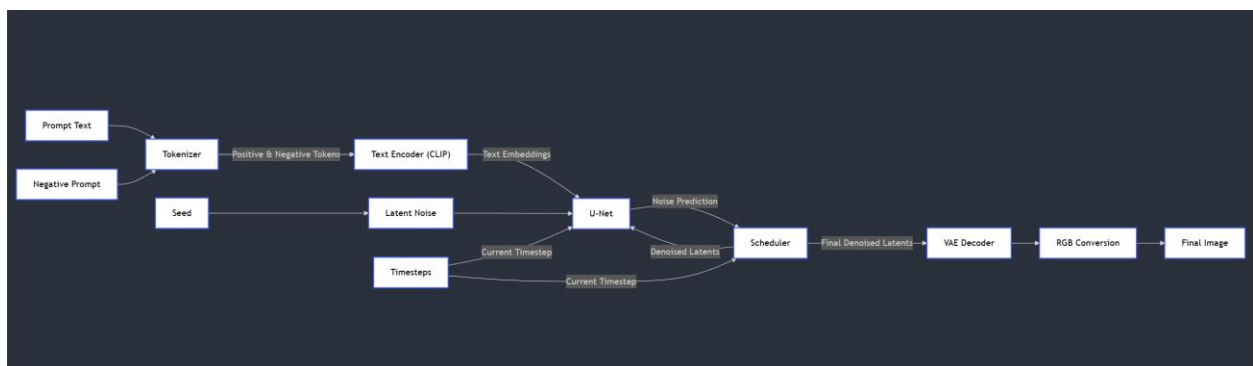 Prompt Text
Negative Prompt
Tokenizer
Positive & Negative Tokens
Text Encoder (CLIP)
Text Embeddings
Seed
Latent Noise
U-Net
Noise Prediction
Timesteps
Current Timestep
Denoised Latents
Current Timestep
Scheduler
Final Denoised Latents
VAE Decoder
RGB Conversion
Final Image